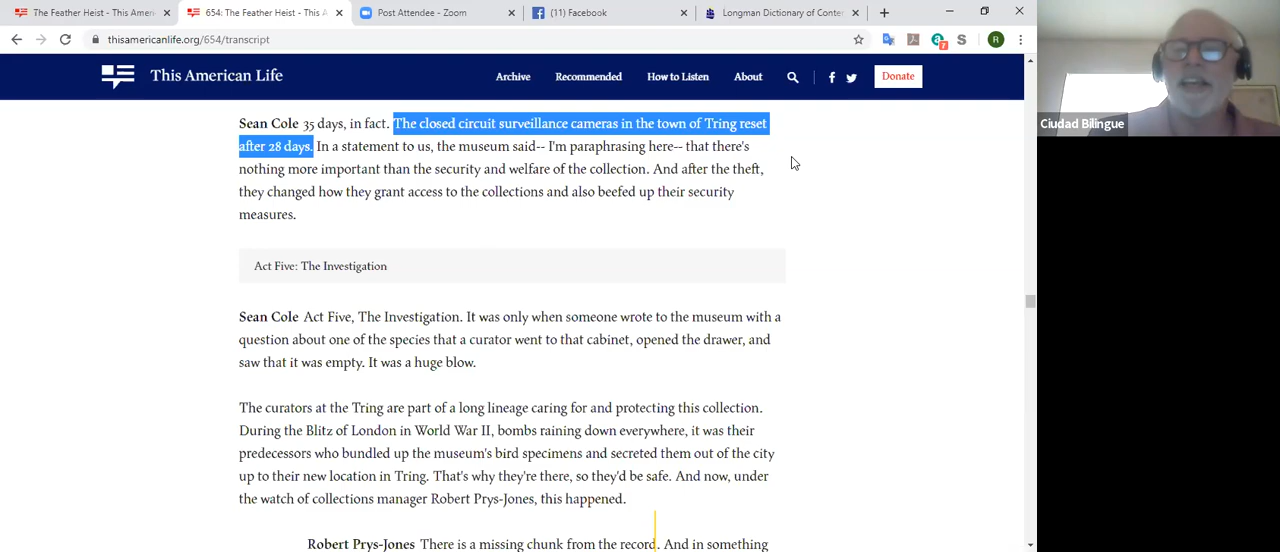 The Feather Heist - This Ameri
654: The Feather Heist - This A
Post Attendee - Zoom
(11) Facebook
Longman Dictionary of Conter
thisamericanlife.org/654/transcript
7
S
R
This American Life
Archive
Recommended
How to Listen
About
Donate
Ciudad Bilingue
Sean Cole 35 days, in fact. The closed circuit surveillance cameras in the town of Tring reset
after 28 days. In a statement to us, the museum said-- I'm paraphrasing here-- that there's
nothing more important than the security and welfare of the collection. And after the theft,
they changed how they grant access to the collections and also beefed up their security
measures.
Act Five: The Investigation
Sean Cole Act Five, The Investigation. It was only when someone wrote to the museum with a
question about one of the species that a curator went to that cabinet, opened the drawer, and
saw that it was empty. It was a huge blow.
The curators at the Tring are part of a long lineage caring for and protecting this collection.
During the Blitz of London in World War II, bombs raining down everywhere, it was their
predecessors who bundled up the museum's bird specimens and secreted them out of the city
up to their new location in Tring. That's why they're there, so they'd be safe. And now, under
the watch of collections manager Robert Prys-Jones, this happened.
Robert Prys-Jones There is a missing chunk from the record. And in something